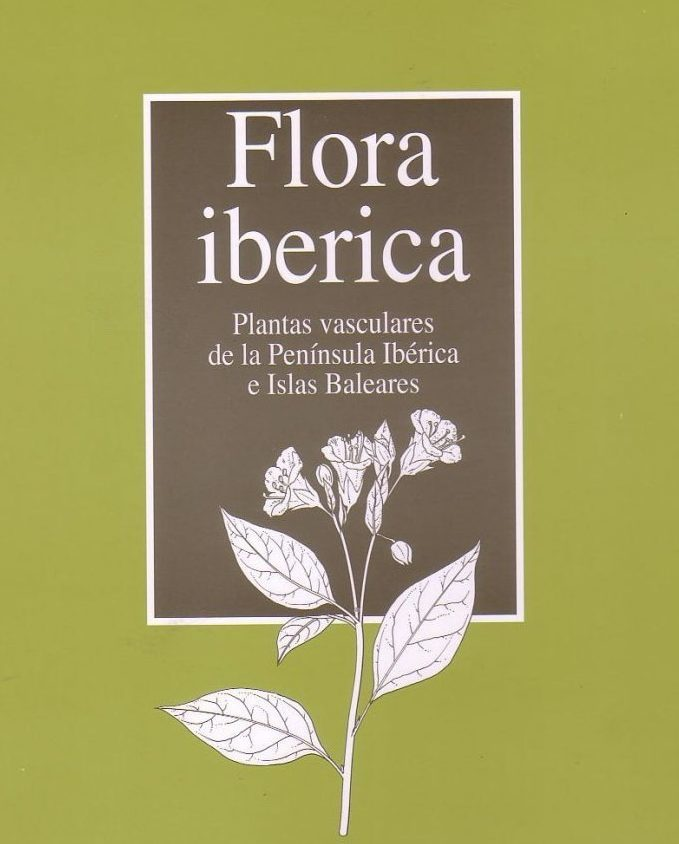 Flora
iberica
Plantas vasculares
de la Península Ibérica
e Islas Baleares